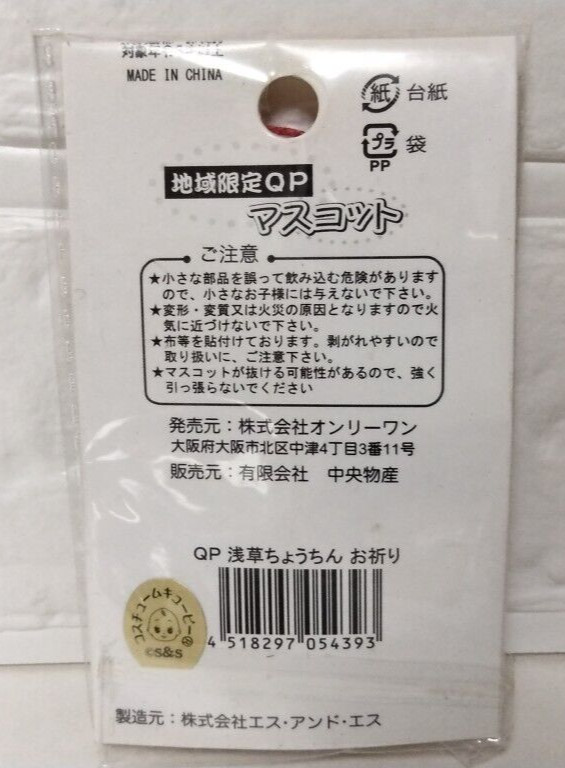 MADE IN CHINA
紙 台紙
プラ 袋
PP
地域限定QP
マスコット
ご注意
★小さな部品を誤って飲み込む危険があります
ので、小さなお子様には与えないで下さい。
★変形・変質又は火災の原因となりますので火
気に近づけないで下さい。
★布等を貼付けております。剥がれやすいので
取り扱いに、ご注意下さい。
★マスコットが抜ける可能性があるので、強く
引っ張らないでください
発売元：株式会社オンリーワン
大阪府大阪市北区中津4丁目3番11号
販売元：有限会社 中央物産
QP 浅草ちょうちん お祈り
4 518297 054393
コスチュームキューピー
©S&S
製造元：株式会社エス・アンド・エス